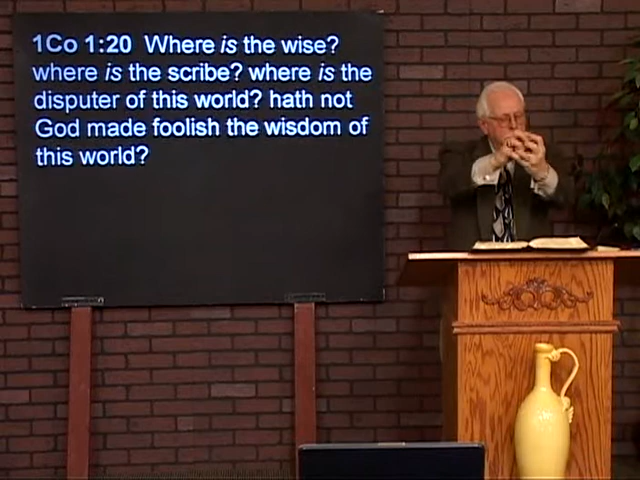 1Co 1:20 Where is the wise?
where is the scribe? where is the
disputer of this world? hath not
God made foolish the wisdom of
this world?